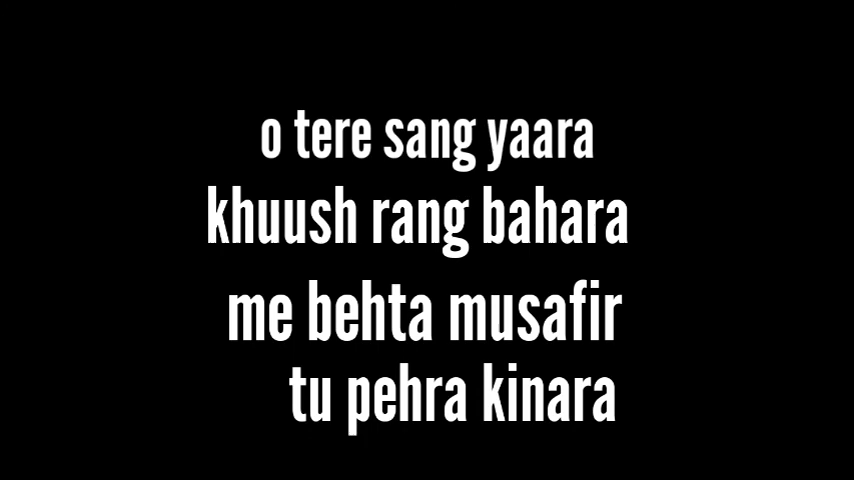 o tere sang yaara
khuush rang bahara
me behta musafir
tu pehra kinara